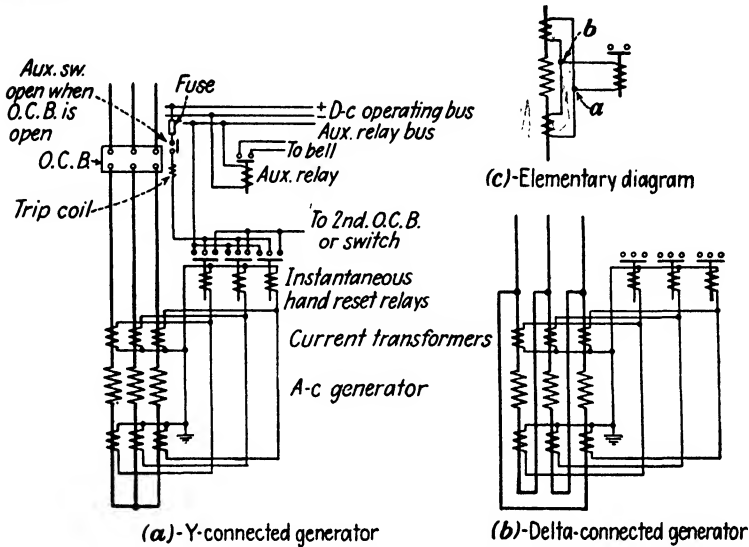 Aux. sw.
open when
O.C.B. is
open
Fuse
+ D-c operating bus
-
Aux. relay bus
O.C.B.
To bell
Aux. relay
Trip coil
To 2nd. O.C.B.
or switch
Instantaneous
hand reset relays
Current transformers
A-c generator
(a)-Y-connected generator
b
a
(c)-Elementary diagram
(b)-Delta-connected generator